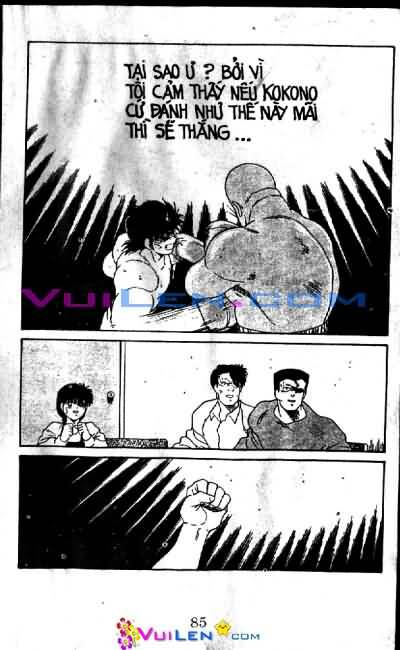 TẠI SAO Ư ? BỞI VÌ
TÔI CẢM THẤY NẾU KOKONO
CỨ ĐÁNH NHƯ THẾ NÀY MÃI
THÌ SẼ THẮNG ...
VUILEN.COM
85
VUILEN.com